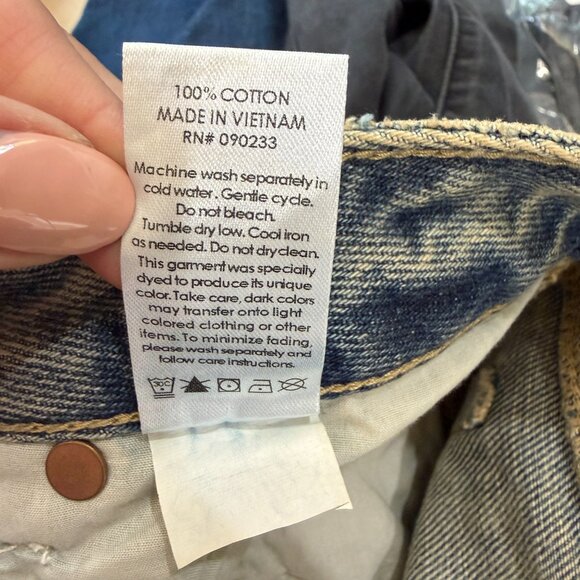 100% COTTON
MADE IN VIETNAM
RN# 090233
Machine wash separately in
cold water. Gentle cycle.
Do not bleach.
Tumble dry low. Cool iron
as needed. Do not dryclean.
This garment was specially
dyed to produce its unique
color. Take care, dark colors
may transfer onto light
colored clothing or other
items. To minimize fading,
please wash separately and
follow care instructions.
30C